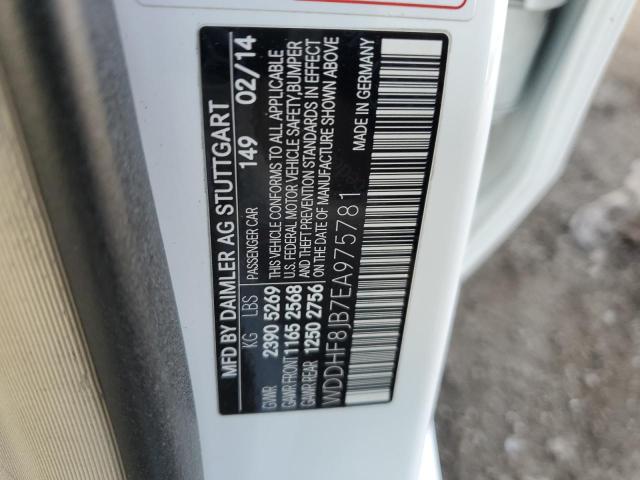 MFD BY DAIMLER AG STUTTGART 02/14
KG LBS PASSENGER CAR 149
GVWR 2390 5269 THIS VEHICLE CONFORMS TO ALL APPLICABLE
GAWR FRONT 1165 2568 U.S. FEDERAL MOTOR VEHICLE SAFETY,BUMPER
GAWR REAR 1250 2756 AND THEFT PREVENTION STANDARDS IN EFFECT
ON THE DATE OF MANUFACTURE SHOWN ABOVE
WDDHF8JB7EA975781 MADE IN GERMANY